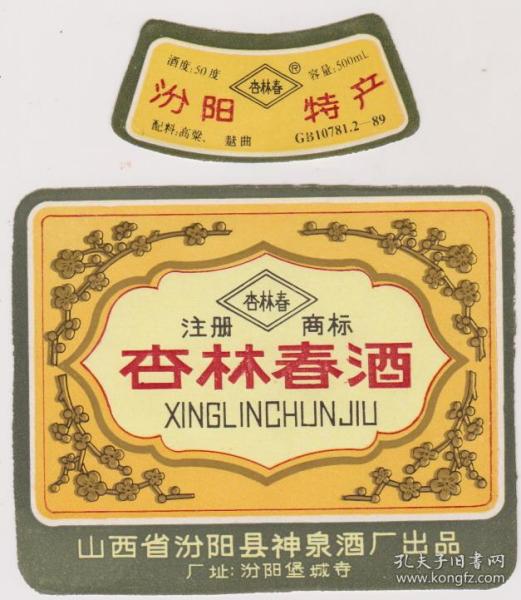 酒度:50度
杏林春
®
容量:500mL
汾阳 特产
配料:高粱、 麯曲
GB10781.2—89
杏林春
注册 商标
杏林春酒
XINGLINCHUNJIU
山西省汾阳县神泉酒厂出品
厂址:汾阳堡城寺
孔夫子旧书网
www.kongfz.com